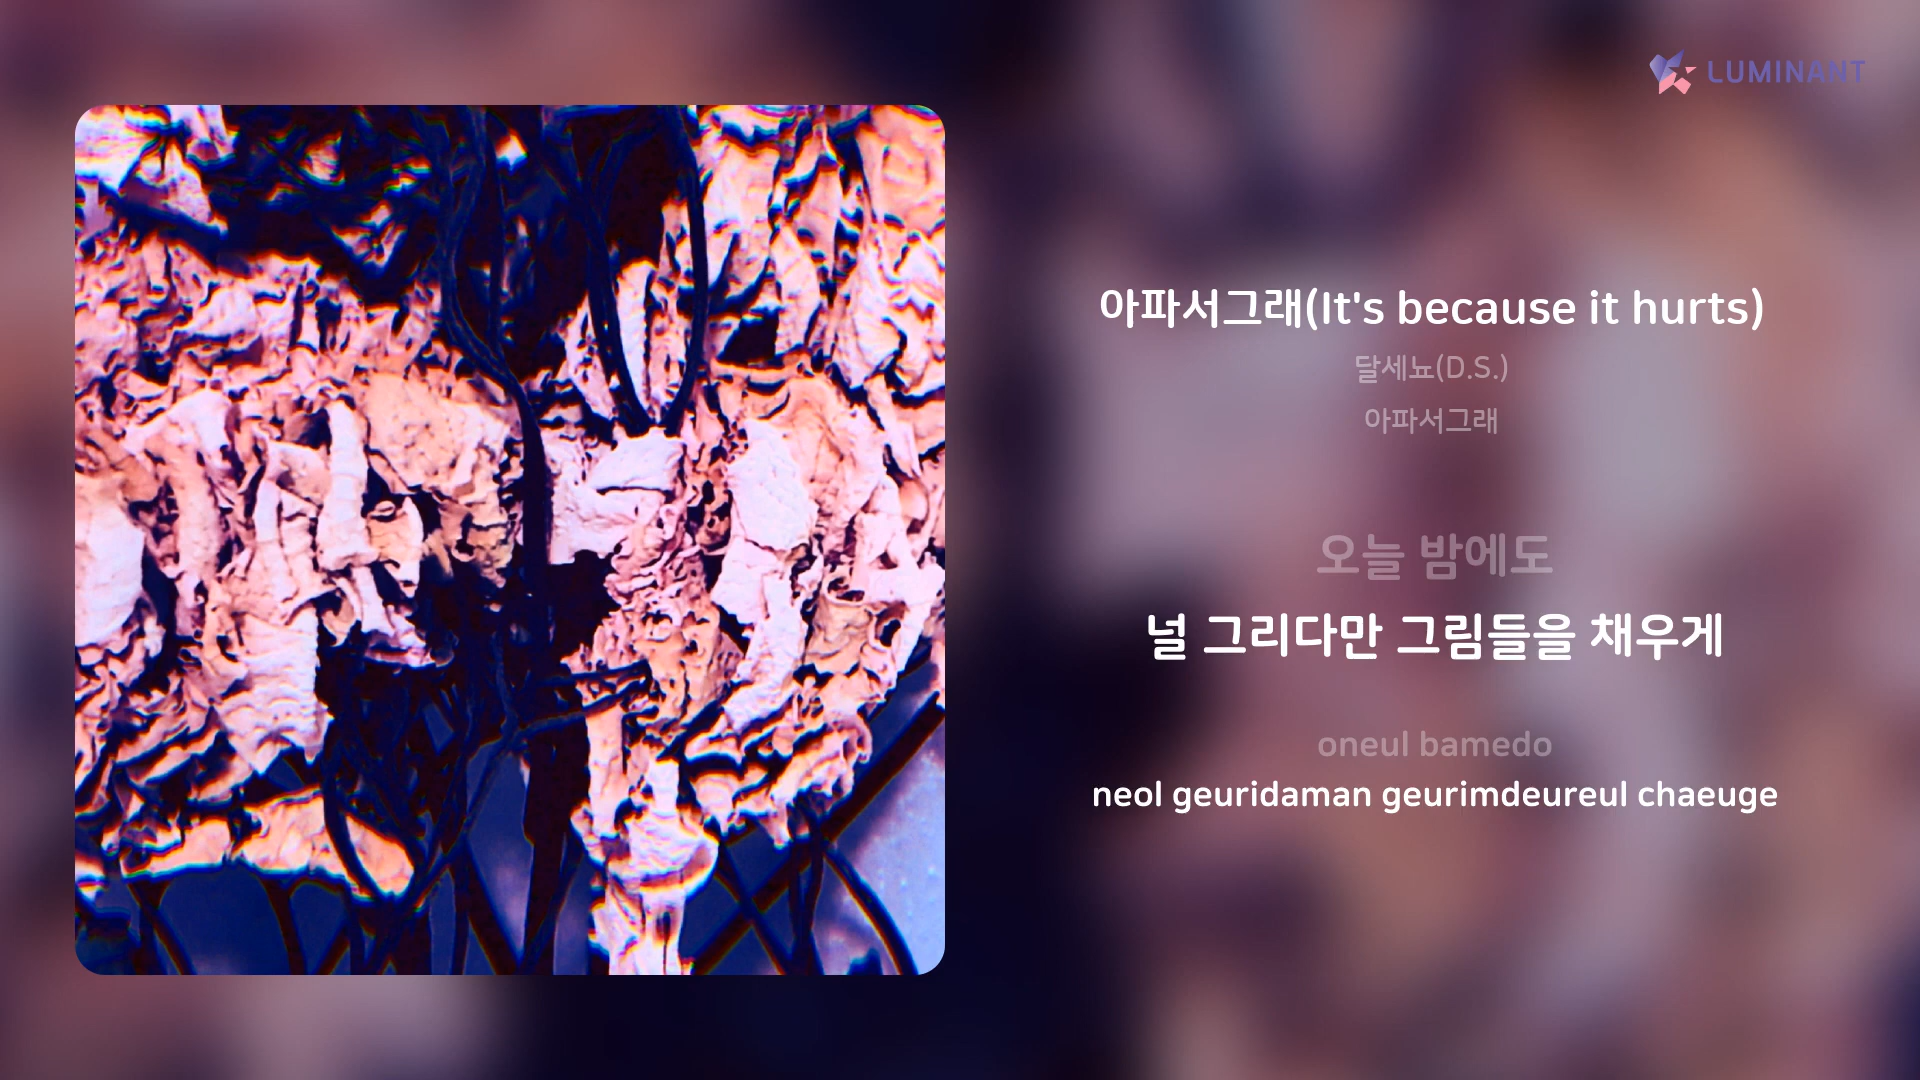 LUMINANT
아파서그래(It's because it hurts)
달세뇨(D.S.)
아파서그래
오늘 밤에도
널 그리다만 그림들을 채우게
oneul bamedo
neol geuridaman geurimdeureul chaeuge